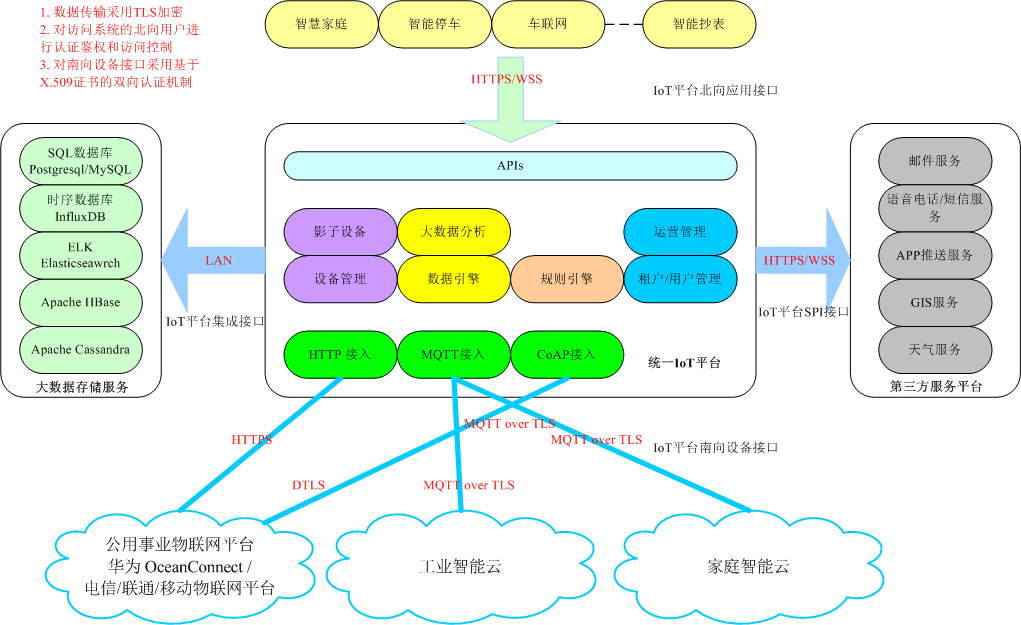 1. 数据传输采用TLS加密
2. 对访问系统的北向用户进
行认证鉴权和访问控制
3. 对南向设备接口采用基于
X.509证书的双向认证机制
智慧家庭
智能停车
车联网
智能抄表
HTTPS/WSS
IoT平台北向应用接口
SQL数据库
Postgresql/MySQL
时序数据库
InfluxDB
ELK
Elasticseawrch
Apache HBase
Apache Cassandra
大数据存储服务
LAN
IoT平台集成接口
APIs
影子设备
大数据分析
运营管理
设备管理
数据引擎
规则引擎
租户/用户管理
HTTP 接入
MQTT接入
CoAP接入
统一IoT平台
HTTPS/WSS
IoT平台SPI接口
邮件服务
语音电话/短信服
务
APP推送服务
GIS服务
天气服务
第三方服务平台
HTTPS
MQTT over TLS
MQTT over TLS
IoT平台南向设备接口
DTLS
MQTT over TLS
公用事业物联网平台
华为 OceanConnect /
电信/联通/移动物联网平台
工业智能云
家庭智能云